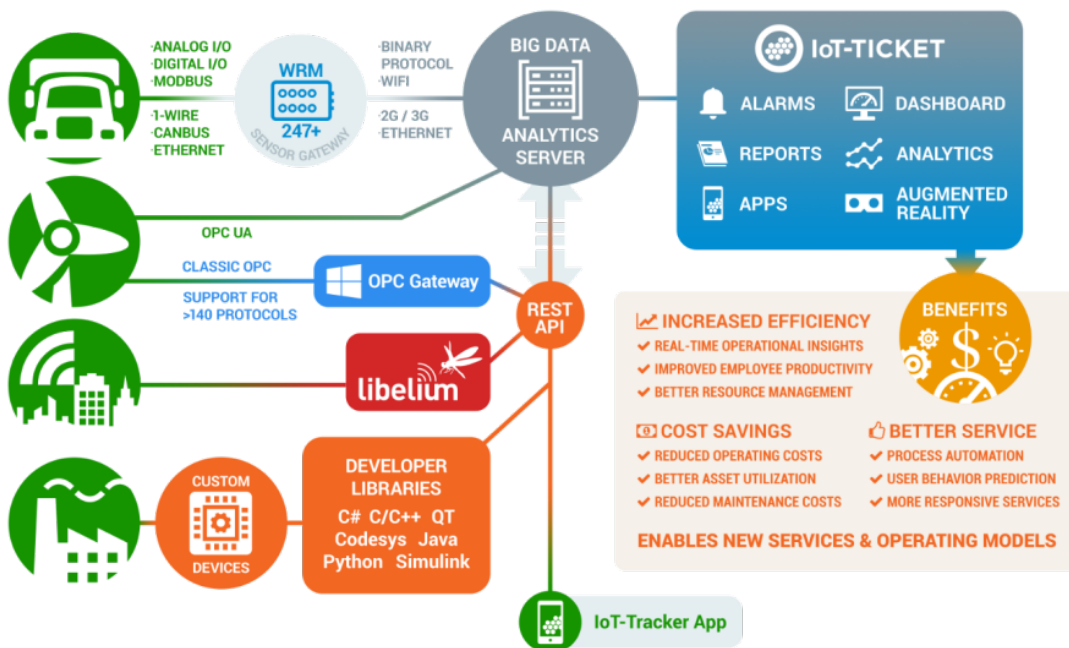 ·ANALOG I/O
·DIGITAL I/O
·MODBUS
·1-WIRE
·CANBUS
·ETHERNET
WRM
247+
SENSOR GATEWAY
·BINARY
PROTOCOL
·WIFI
·2G / 3G
·ETHERNET
BIG DATA
ANALYTICS
SERVER
IoT-TICKET
ALARMS
DASHBOARD
REPORTS
ANALYTICS
APPS
AUGMENTED
REALITY
OPC UA
CLASSIC OPC
SUPPORT FOR
>140 PROTOCOLS
OPC Gateway
REST
API
libelium
CUSTOM
DEVICES
DEVELOPER
LIBRARIES
C# C/C++ QT
Codesys Java
Python Simulink
IoT-Tracker App
BENEFITS
$
INCREASED EFFICIENCY
REAL-TIME OPERATIONAL INSIGHTS
IMPROVED EMPLOYEE PRODUCTIVITY
BETTER RESOURCE MANAGEMENT
COST SAVINGS
REDUCED OPERATING COSTS
BETTER ASSET UTILIZATION
REDUCED MAINTENANCE COSTS
BETTER SERVICE
PROCESS AUTOMATION
USER BEHAVIOR PREDICTION
MORE RESPONSIVE SERVICES
ENABLES NEW SERVICES & OPERATING MODELS